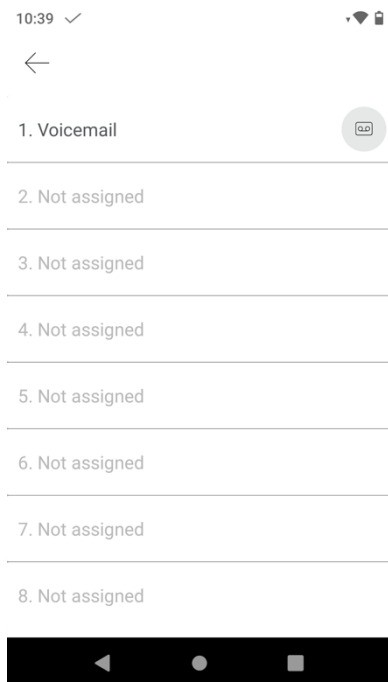 10:39
1. Voicemail
2. Not assigned
3. Not assigned
4. Not assigned
5. Not assigned
6. Not assigned
7. Not assigned
8. Not assigned